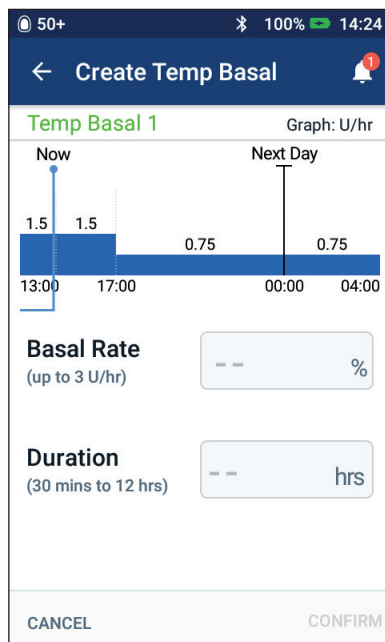 50+ 100% 14:24
Create Temp Basal 1
Temp Basal 1 Graph: U/hr
Now Next Day
1.5 1.5 0.75 0.75
13:00 17:00 00:00 04:00
Basal Rate
(up to 3 U/hr)
-- %
Duration
(30 mins to 12 hrs)
-- hrs
CANCEL CONFIRM